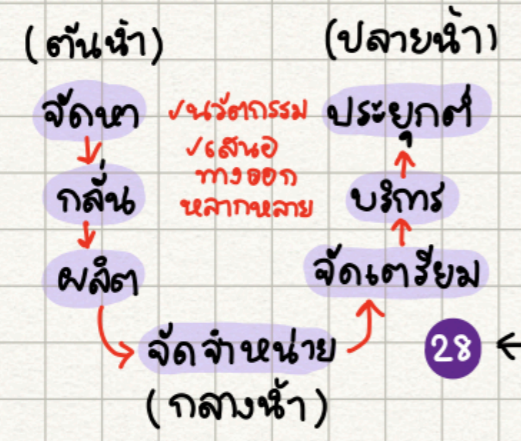 (ต้นน้ำ)
(ปลายน้ำ)
จัดหา
✓นวัตกรรม
ประยุกต์
✓เสนอ
ทางออก
หลากหลาย
กลั่น
บริการ
ผลิต
จัดเตรียม
จัดจำหน่าย
28
(กลางน้ำ)